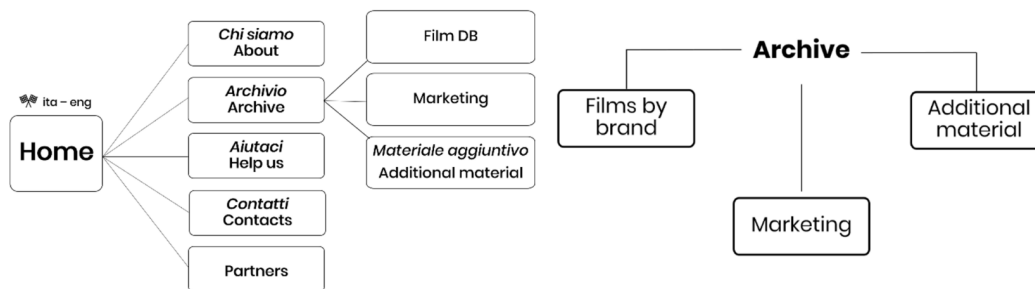 ita – eng
Home
Chi siamo
About
Archivio
Archive
Aiutaci
Help us
Contatti
Contacts
Partners
Film DB
Marketing
Materiale aggiuntivo
Additional material
Archive
Films by
brand
Marketing
Additional
material